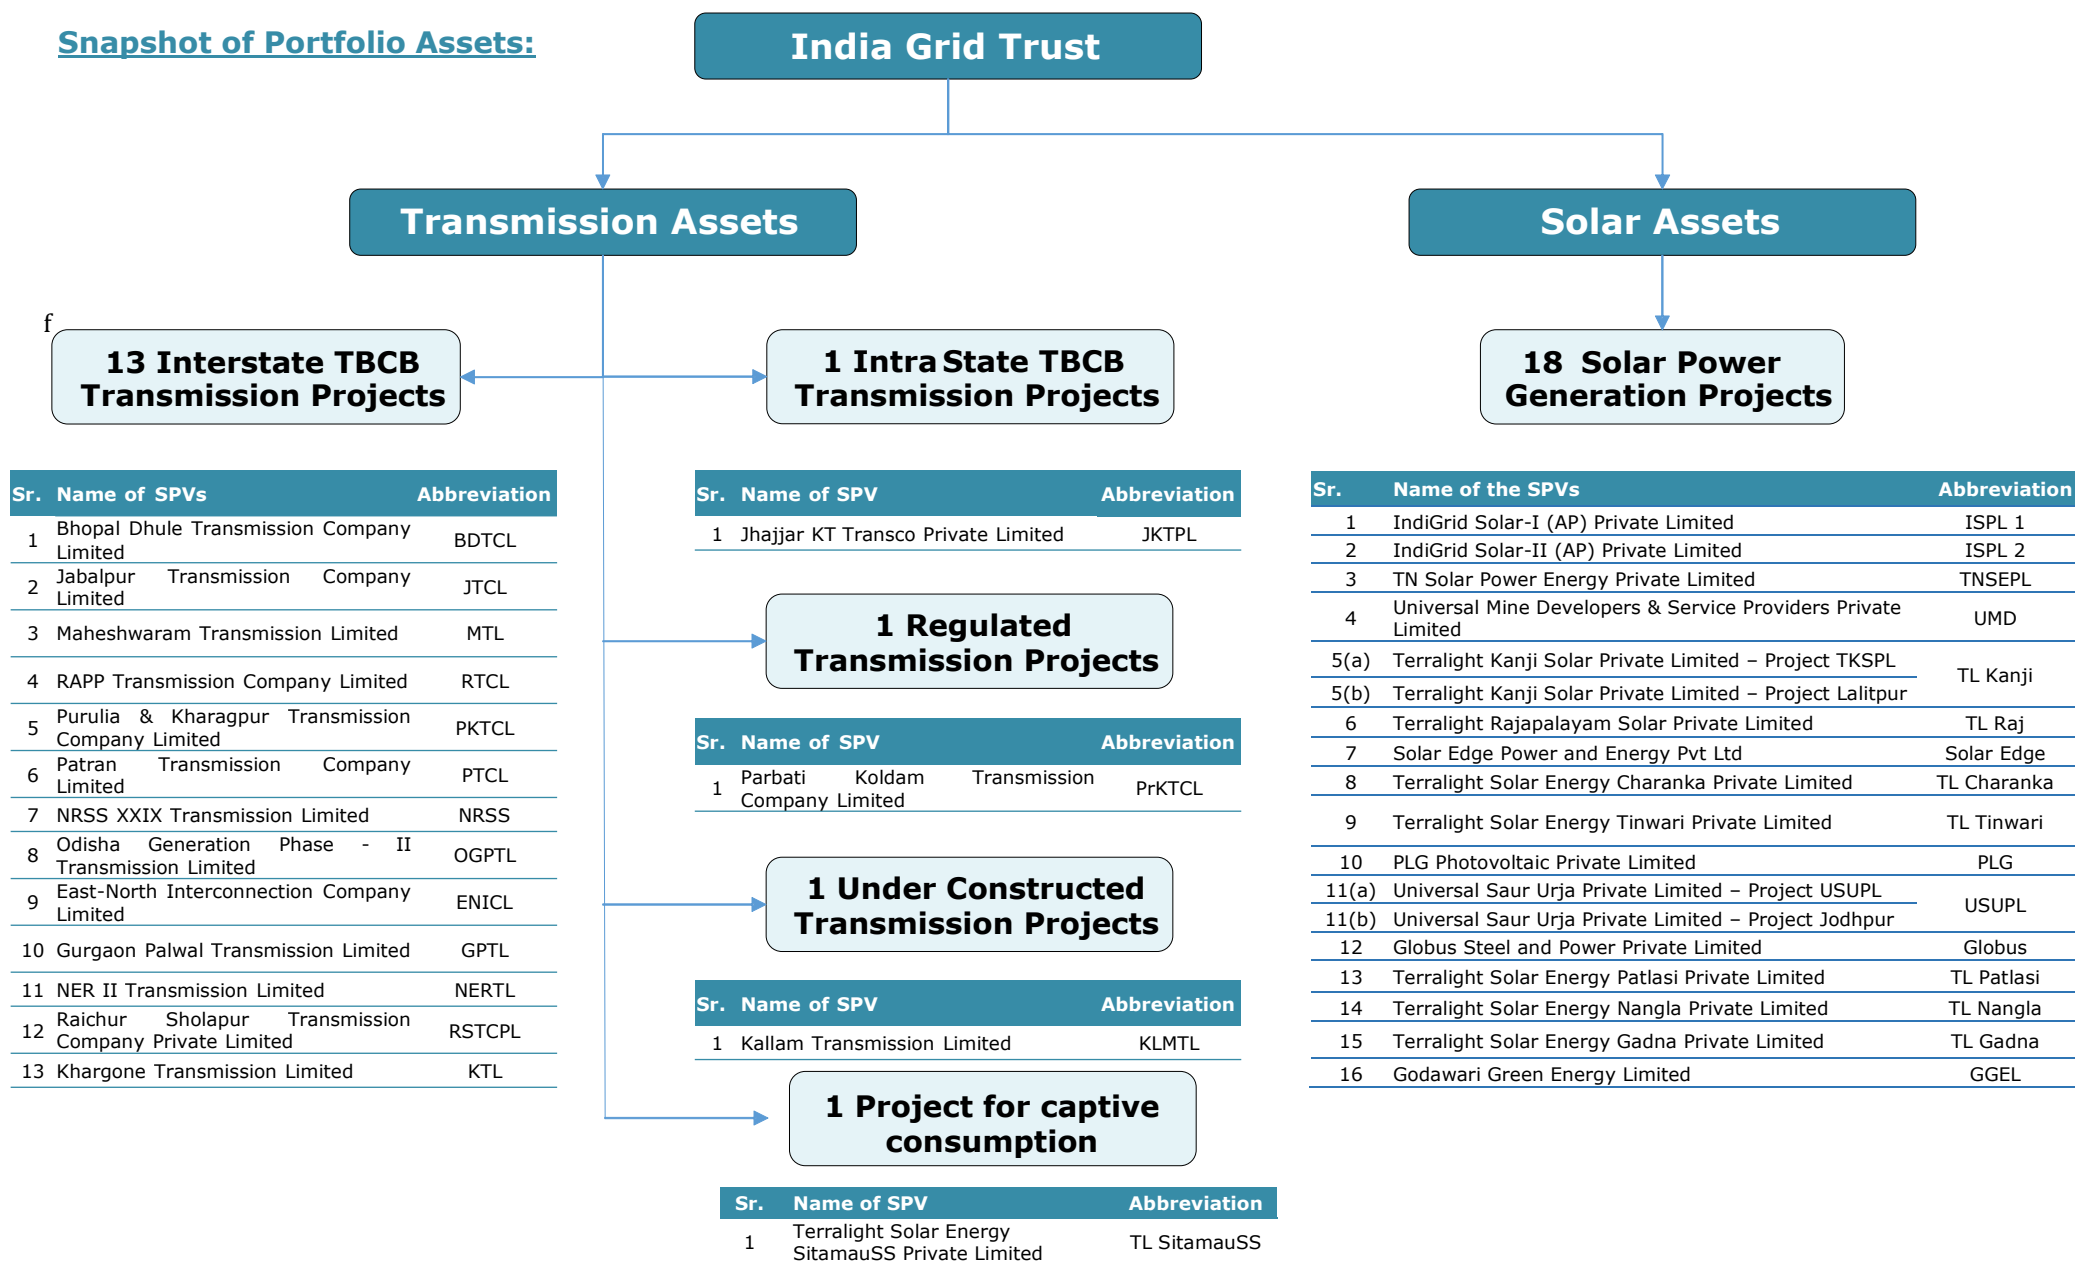 Snapshot of Portfolio Assets:
India Grid Trust
Transmission Assets
Solar Assets
f
13 Interstate TBCB
Transmission Projects
1 Intra State TBCB
Transmission Projects
18 Solar Power
Generation Projects
Sr. Name of SPVs Abbreviation
1 Bhopal Dhule Transmission Company
Limited BDTCL
2 Jabalpur Transmission Company
Limited JTCL
3 Maheshwaram Transmission Limited MTL
4 RAPP Transmission Company Limited RTCL
5 Purulia & Kharagpur Transmission
Company Limited PKTCL
6 Patran Transmission Company
Limited PTCL
7 NRSS XXIX Transmission Limited NRSS
8 Odisha Generation Phase - II
Transmission Limited OGPTL
9 East-North Interconnection Company
Limited ENICL
10 Gurgaon Palwal Transmission Limited GPTL
11 NER II Transmission Limited NERTL
12 Raichur Sholapur Transmission
Company Private Limited RSTCPL
13 Khargone Transmission Limited KTL
Sr. Name of SPV Abbreviation
1 Jhajjar KT Transco Private Limited JKTPL
1 Regulated
Transmission Projects
Sr. Name of SPV Abbreviation
1 Parbati Koldam Transmission
Company Limited PrKTCL
1 Under Constructed
Transmission Projects
Sr. Name of SPV Abbreviation
1 Kallam Transmission Limited KLMTL
1 Project for captive
consumption
Sr. Name of SPV Abbreviation
1 Terralight Solar Energy
SitamauSS Private Limited TL SitamauSS
Sr. Name of the SPVs Abbreviation
1 IndiGrid Solar-I (AP) Private Limited ISPL 1
2 IndiGrid Solar-II (AP) Private Limited ISPL 2
3 TN Solar Power Energy Private Limited TNSEPL
4 Universal Mine Developers & Service Providers Private
Limited UMD
5(a) Terralight Kanji Solar Private Limited – Project TKSPL
TL Kanji
5(b) Terralight Kanji Solar Private Limited – Project Lalitpur
6 Terralight Rajapalayam Solar Private Limited TL Raj
7 Solar Edge Power and Energy Pvt Ltd Solar Edge
8 Terralight Solar Energy Charanka Private Limited TL Charanka
9 Terralight Solar Energy Tinwari Private Limited TL Tinwari
10 PLG Photovoltaic Private Limited PLG
11(a) Universal Saur Urja Private Limited – Project USUPL
USUPL
11(b) Universal Saur Urja Private Limited – Project Jodhpur
12 Globus Steel and Power Private Limited Globus
13 Terralight Solar Energy Patlasi Private Limited TL Patlasi
14 Terralight Solar Energy Nangla Private Limited TL Nangla
15 Terralight Solar Energy Gadna Private Limited TL Gadna
16 Godawari Green Energy Limited GGEL